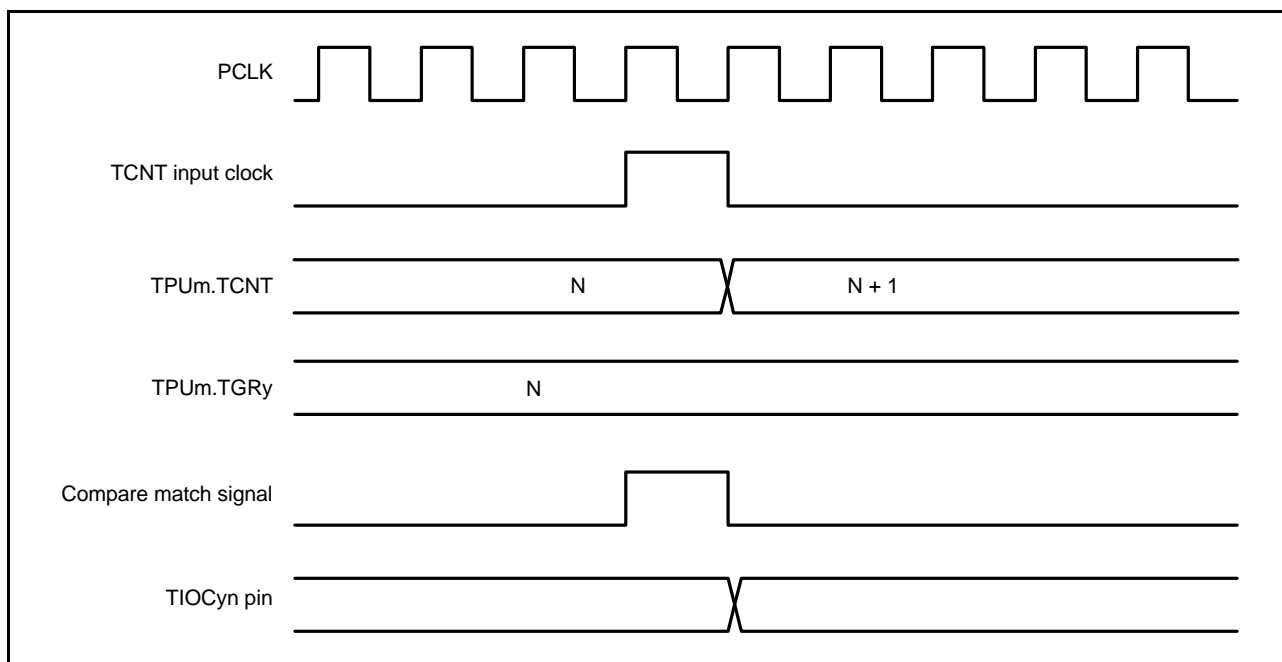 PCLK
TCNT input clock
TPUm.TCNT
N
N + 1
TPUm.TGRy
N
Compare match signal
TIOCyn pin